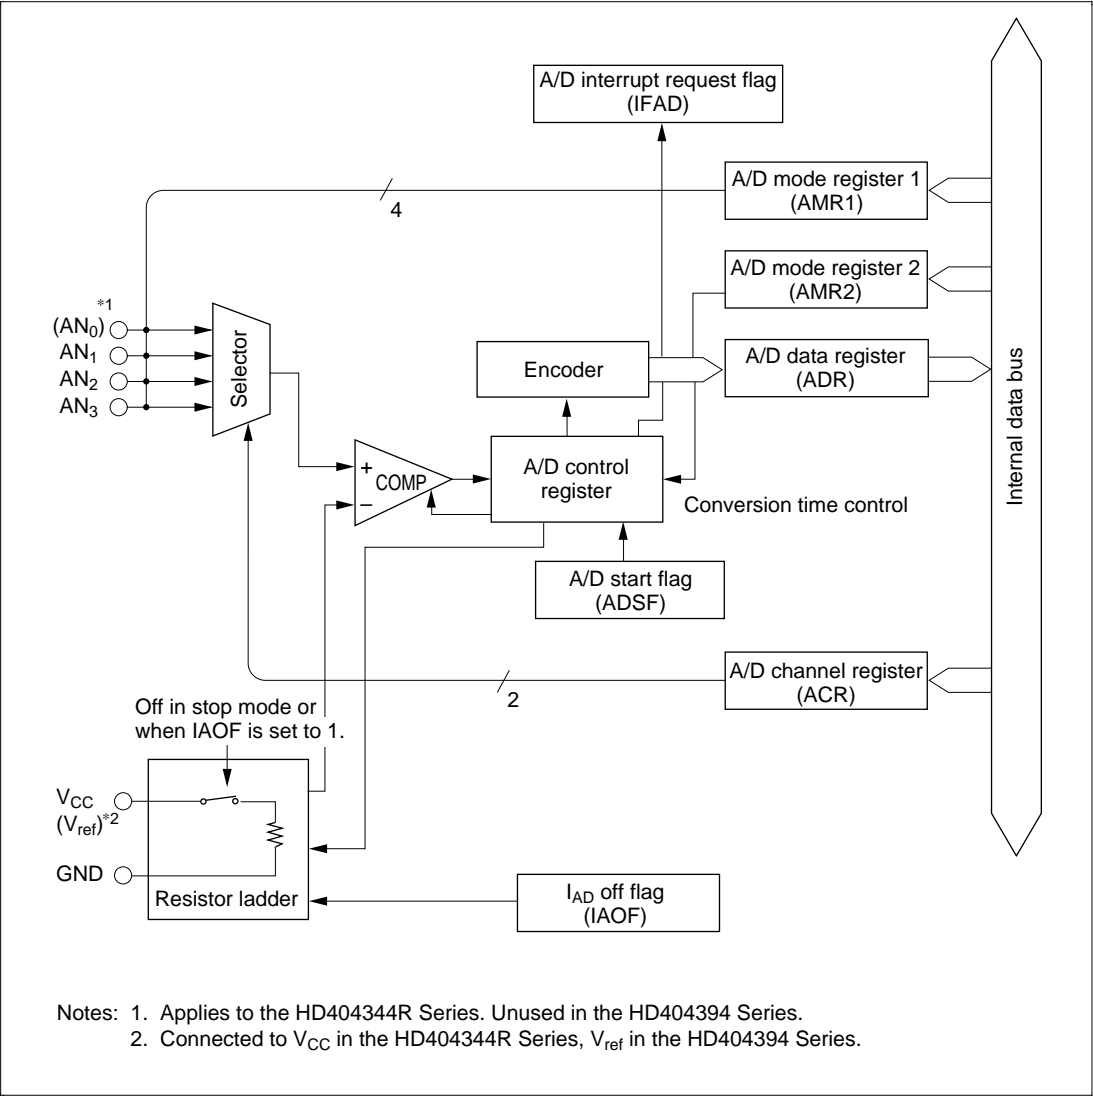 A/D interrupt request flag
(IFAD)
A/D mode register 1
(AMR1)
4
A/D mode register 2
(AMR2)
*1
(AN0)
AN1
AN2
AN3
Selector
Encoder
A/D data register
(ADR)
Internal data bus
+
COMP
−
A/D control
register
Conversion time control
A/D start flag
(ADSF)
A/D channel register
(ACR)
2
Off in stop mode or
when IAOF is set to 1.
VCC
(Vref)*2
GND
Resistor ladder
IAD off flag
(IAOF)
Notes: 1. Applies to the HD404344R Series. Unused in the HD404394 Series.
2. Connected to VCC in the HD404344R Series, Vref in the HD404394 Series.